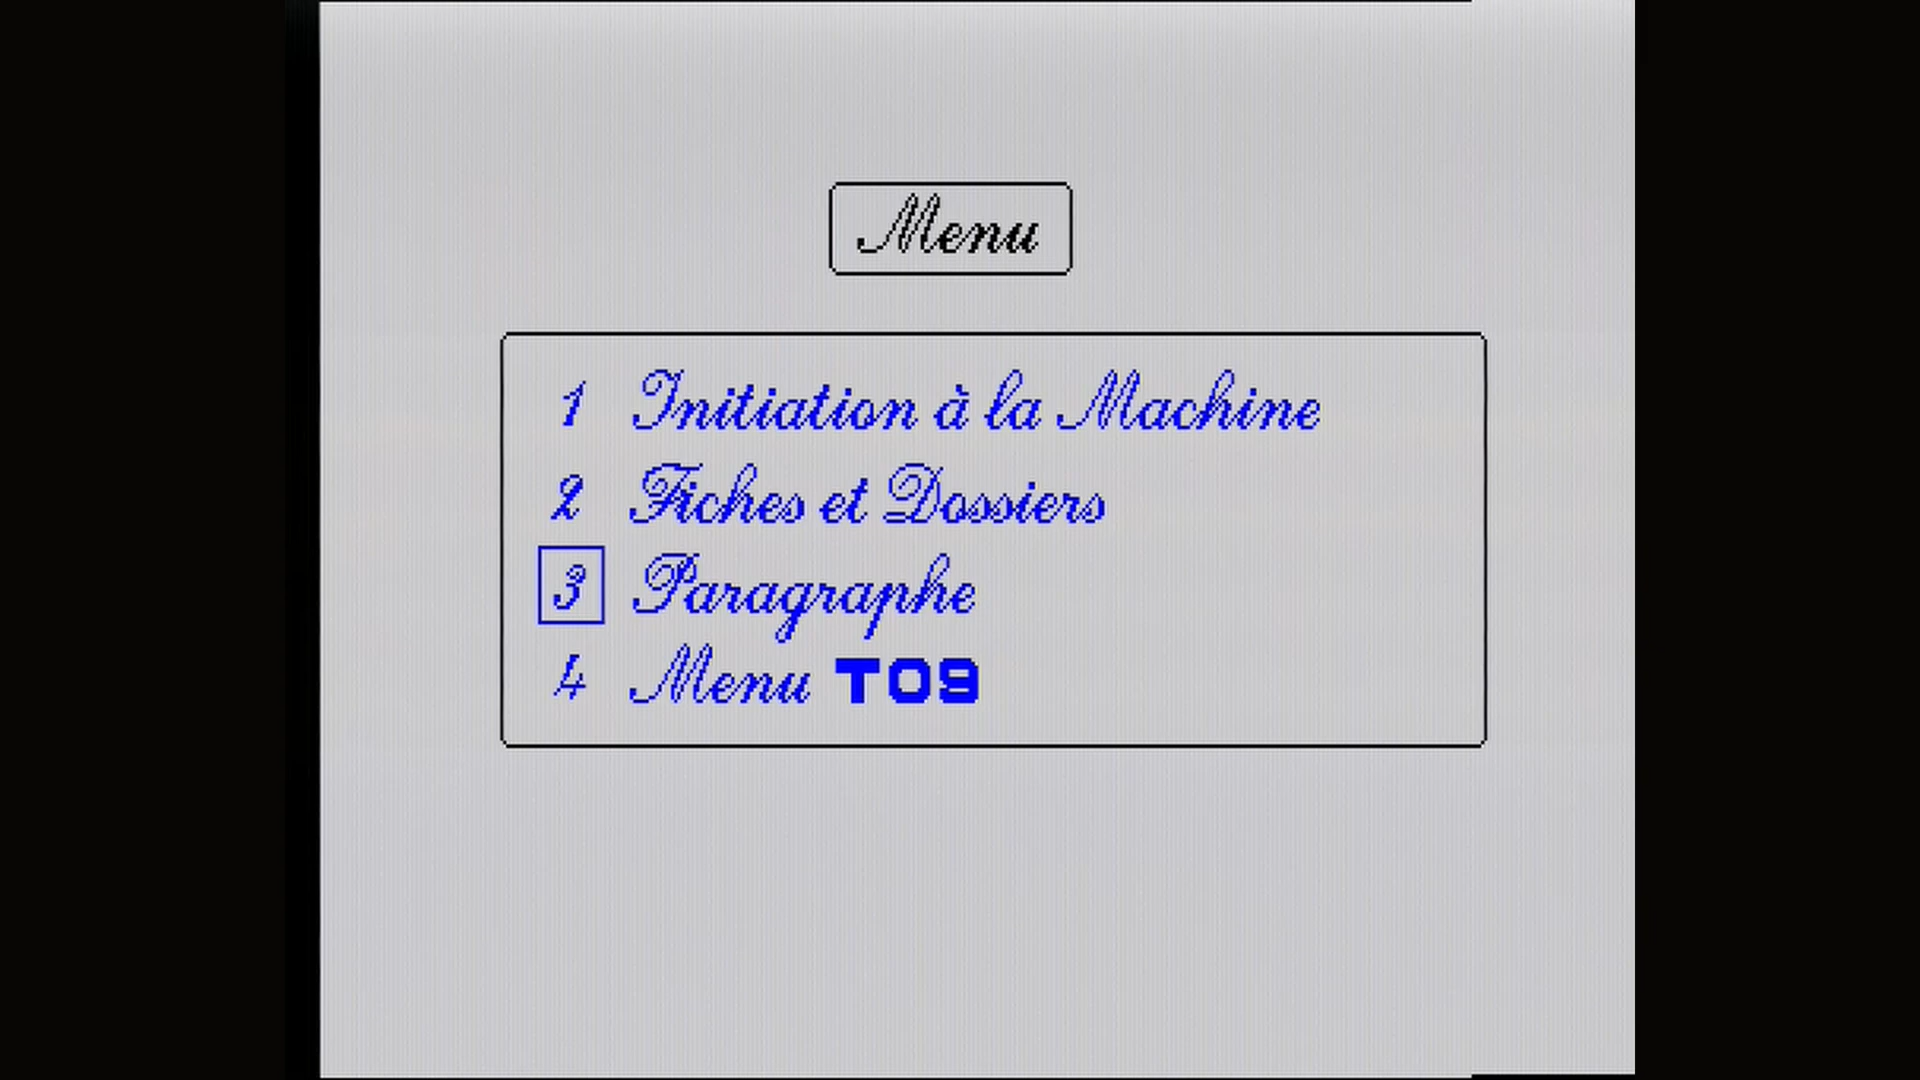 Menu
1 Initiation à la Machine
2 Fiches et Dossiers
3 Paragraphe
4 Menu TO9